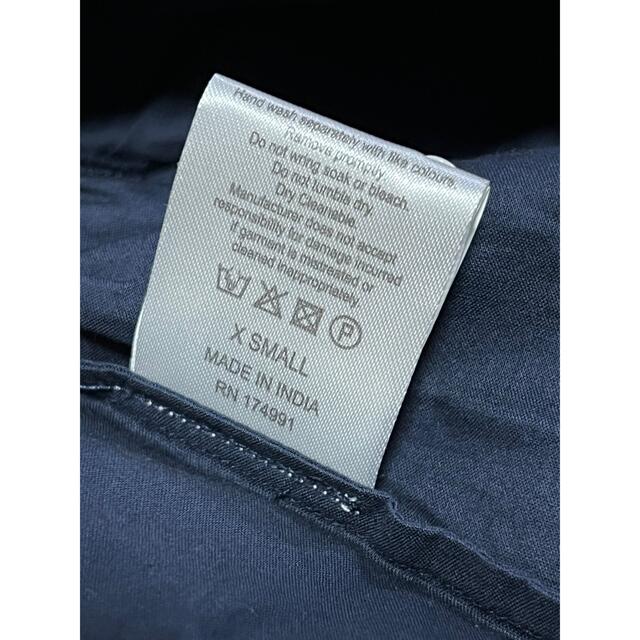 Hand wash separately with like colours.
Remove promptly.
Do not wring soak or bleach.
Do not tumble dry.
Dry Cleanable.
Manufacturer does not accept
responsibility for damage incurred
if garment is mistreated or
cleaned inappropriately.
P
X SMALL
MADE IN INDIA
RN 174991